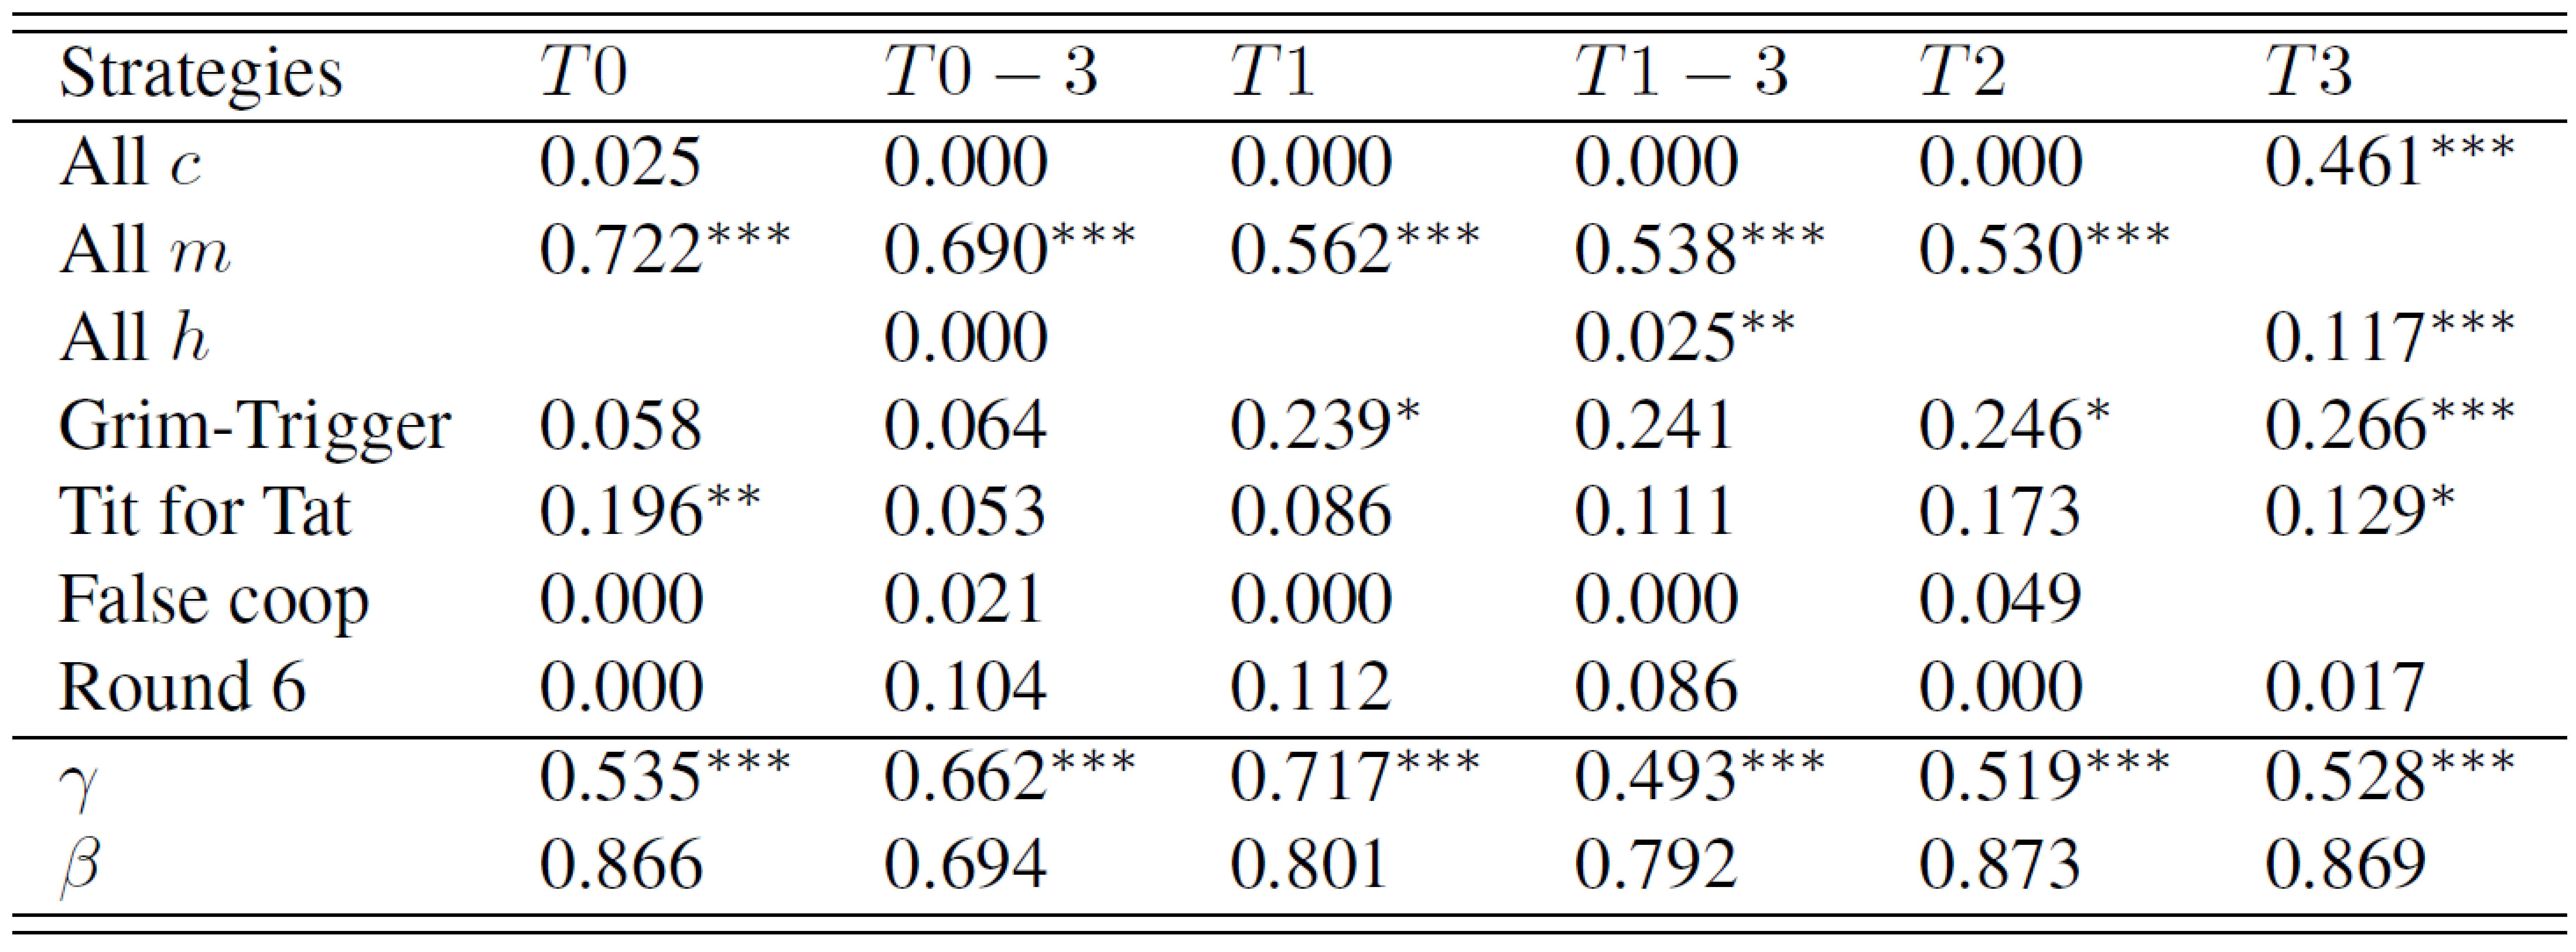 Strategies T0 T0 − 3 T1 T1 − 3 T2 T3
All c 0.025 0.000 0.000 0.000 0.000 0.461***
All m 0.722*** 0.690*** 0.562*** 0.538*** 0.530***
All h 0.000 0.025** 0.117***
Grim-Trigger 0.058 0.064 0.239* 0.241 0.246* 0.266***
Tit for Tat 0.196** 0.053 0.086 0.111 0.173 0.129*
False coop 0.000 0.021 0.000 0.000 0.049
Round 6 0.000 0.104 0.112 0.086 0.000 0.017
γ 0.535*** 0.662*** 0.717*** 0.493*** 0.519*** 0.528***
β 0.866 0.694 0.801 0.792 0.873 0.869